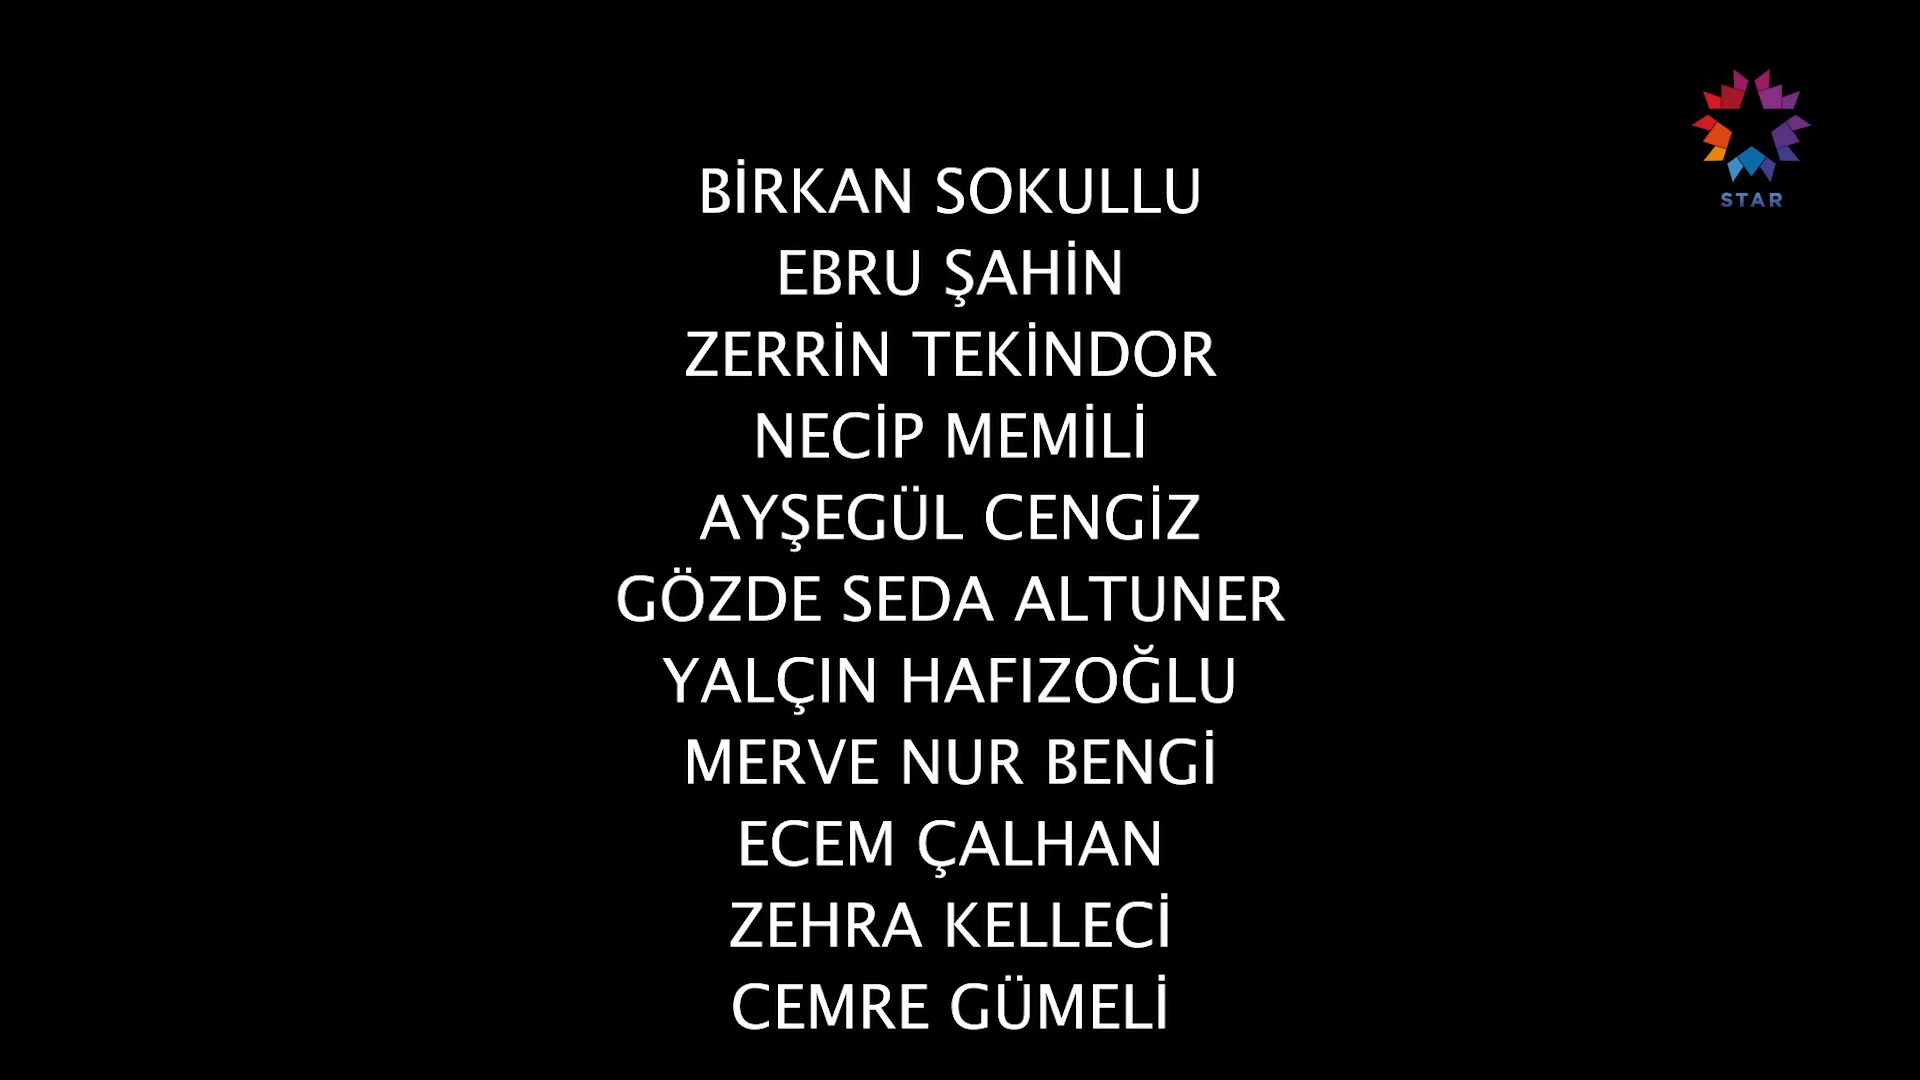 STAR
BİRKAN SOKULLU
EBRU ŞAHİN
ZERRİN TEKİNDOR
NECİP MEMİLİ
AYŞEGÜL CENGİZ
GÖZDE SEDA ALTUNER
YALÇIN HAFIZOĞLU
MERVE NUR BENGİ
ECEM ÇALHAN
ZEHRA KELLECİ
CEMRE GÜMELİ